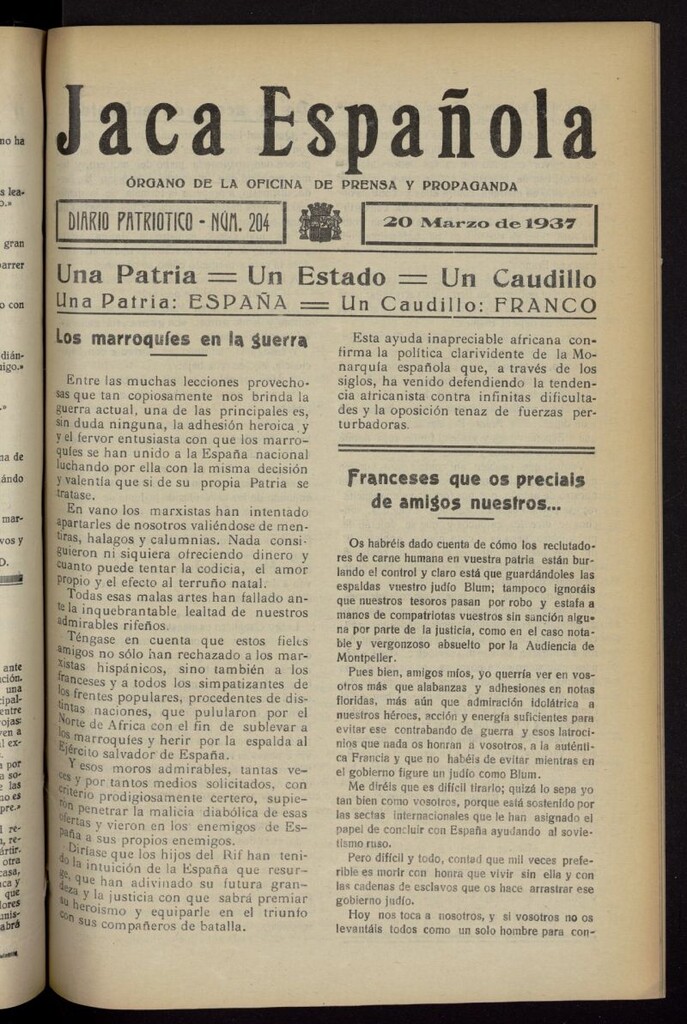 Jaca Española
ÓRGANO DE LA OFICINA DE PRENSA Y PROPAGANDA
DIARIO PATRIOTICO - NÚM. 204
20 Marzo de 1937
Una Patria = Un Estado = Un Caudillo
Una Patria: ESPAÑA = Un Caudillo: FRANCO
Los marroquíes en la guerra
Entre las muchas lecciones provecho-
sas que tan copiosamente nos brinda la
guerra actual, una de las principales es,
sin duda ninguna, la adhesión heroica y
y el fervor entusiasta con que los marro-
quíes se han unido a la España nacional
luchando por ella con la misma decisión
y valentía que si de su propia Patria se
tratase.
En vano los marxistas han intentado
apartarles de nosotros valiéndose de men-
tiras, halagos y calumnias. Nada consi-
guieron ni siquiera ofreciendo dinero y
cuanto puede tentar la codicia, el amor
propio y el efecto al terruño natal.
Todas esas malas artes han fallado an-
te la inquebrantable lealtad de nuestros
admirables rifeños.
Téngase en cuenta que estos fieles
amigos no sólo han rechazado a los mar-
xistas hispánicos, sino también a los
franceses y a todos los simpatizantes de
los frentes populares, procedentes de dis-
tintas naciones, que pulularon por el
Norte de Africa con el fin de sublevar a
los marroquíes y herir por la espalda al
Ejército salvador de España.
Y esos moros admirables, tantas ve-
ces y por tantos medios solicitados, con
criterio prodigiosamente certero, supie-
ron penetrar la malicia diabólica de esas
ofertas y vieron en los enemigos de Es-
paña a sus propios enemigos.
Diríase que los hijos del Rif han teni-
do la intuición de la España que resur-
ge, que han adivinado su futura gran-
deza y la justicia con que sabrá premiar
su heroismo y equiparle en el triunfo
con sus compañeros de batalla.
Esta ayuda inapreciable africana con-
firma la política clarividente de la Mo-
narquía española que, a través de los
siglos, ha venido defendiendo la tenden-
cia africanista contra infinitas dificulta-
des y la oposición tenaz de fuerzas per-
turbadoras.
Franceses que os preciais
de amigos nuestros...
Os habréis dado cuenta de cómo los reclutado-
res de carne humana en vuestra patria están bur-
lando el control y claro está que guardándoles las
espaldas vuestro judío Blum; tampoco ignoráis
que nuestros tesoros pasan por robo y estafa a
manos de compatriotas vuestros sin sanción algu-
na por parte de la justicia, como en el caso nota-
ble y vergonzoso absuelto por la Audiencia de
Montpeller.
Pues bien, amigos míos, yo querría ver en vos-
otros más que alabanzas y adhesiones en notas
floridas, más aún que admiración idolátrica a
nuestros héroes, acción y energía suficientes para
evitar ese contrabando de guerra y esos latroci-
nios que nada os honran a vosotros, a la auténti-
ca Francia y que no habéis de evitar mientras en
el gobierno figure un judío como Blum.
Me diréis que es difícil tirarlo; quizá lo sepa yo
tan bien como vosotros, porque está sostenido por
las sectas internacionales que le han asignado el
papel de concluir con España ayudando al sovie-
tismo ruso.
Pero difícil y todo, contad que mil veces prefe-
rible es morir con honra que vivir sin ella y con
las cadenas de esclavos que os hace arrastrar ese
gobierno judío.
Hoy nos toca a nosotros, y si vosotros no os
levantáis todos como un solo hombre para con-